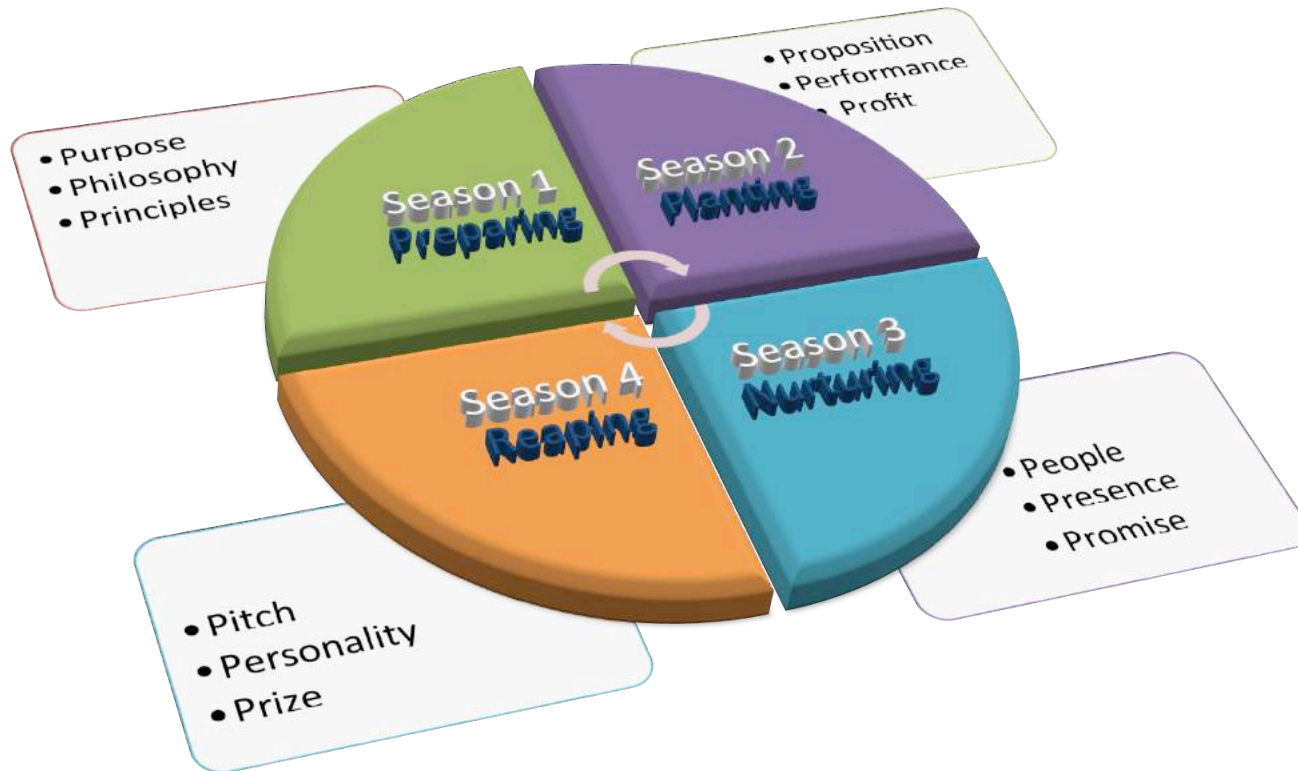 • Purpose
• Philosophy
• Principles
Season 1
Preparing
• Proposition
• Performance
• Profit
Season 2
Planting
Season 3
Nurturing
• People
• Presence
• Promise
Season 4
Reaping
• Pitch
• Personality
• Prize